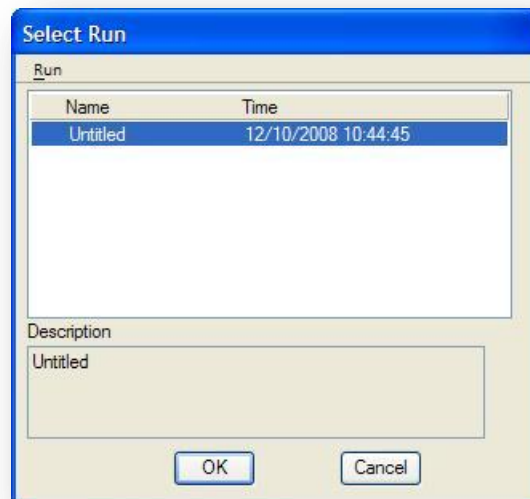 Select Run
Run
Name Time
Untitled 12/10/2008 10:44:45
Description
Untitled
OK Cancel